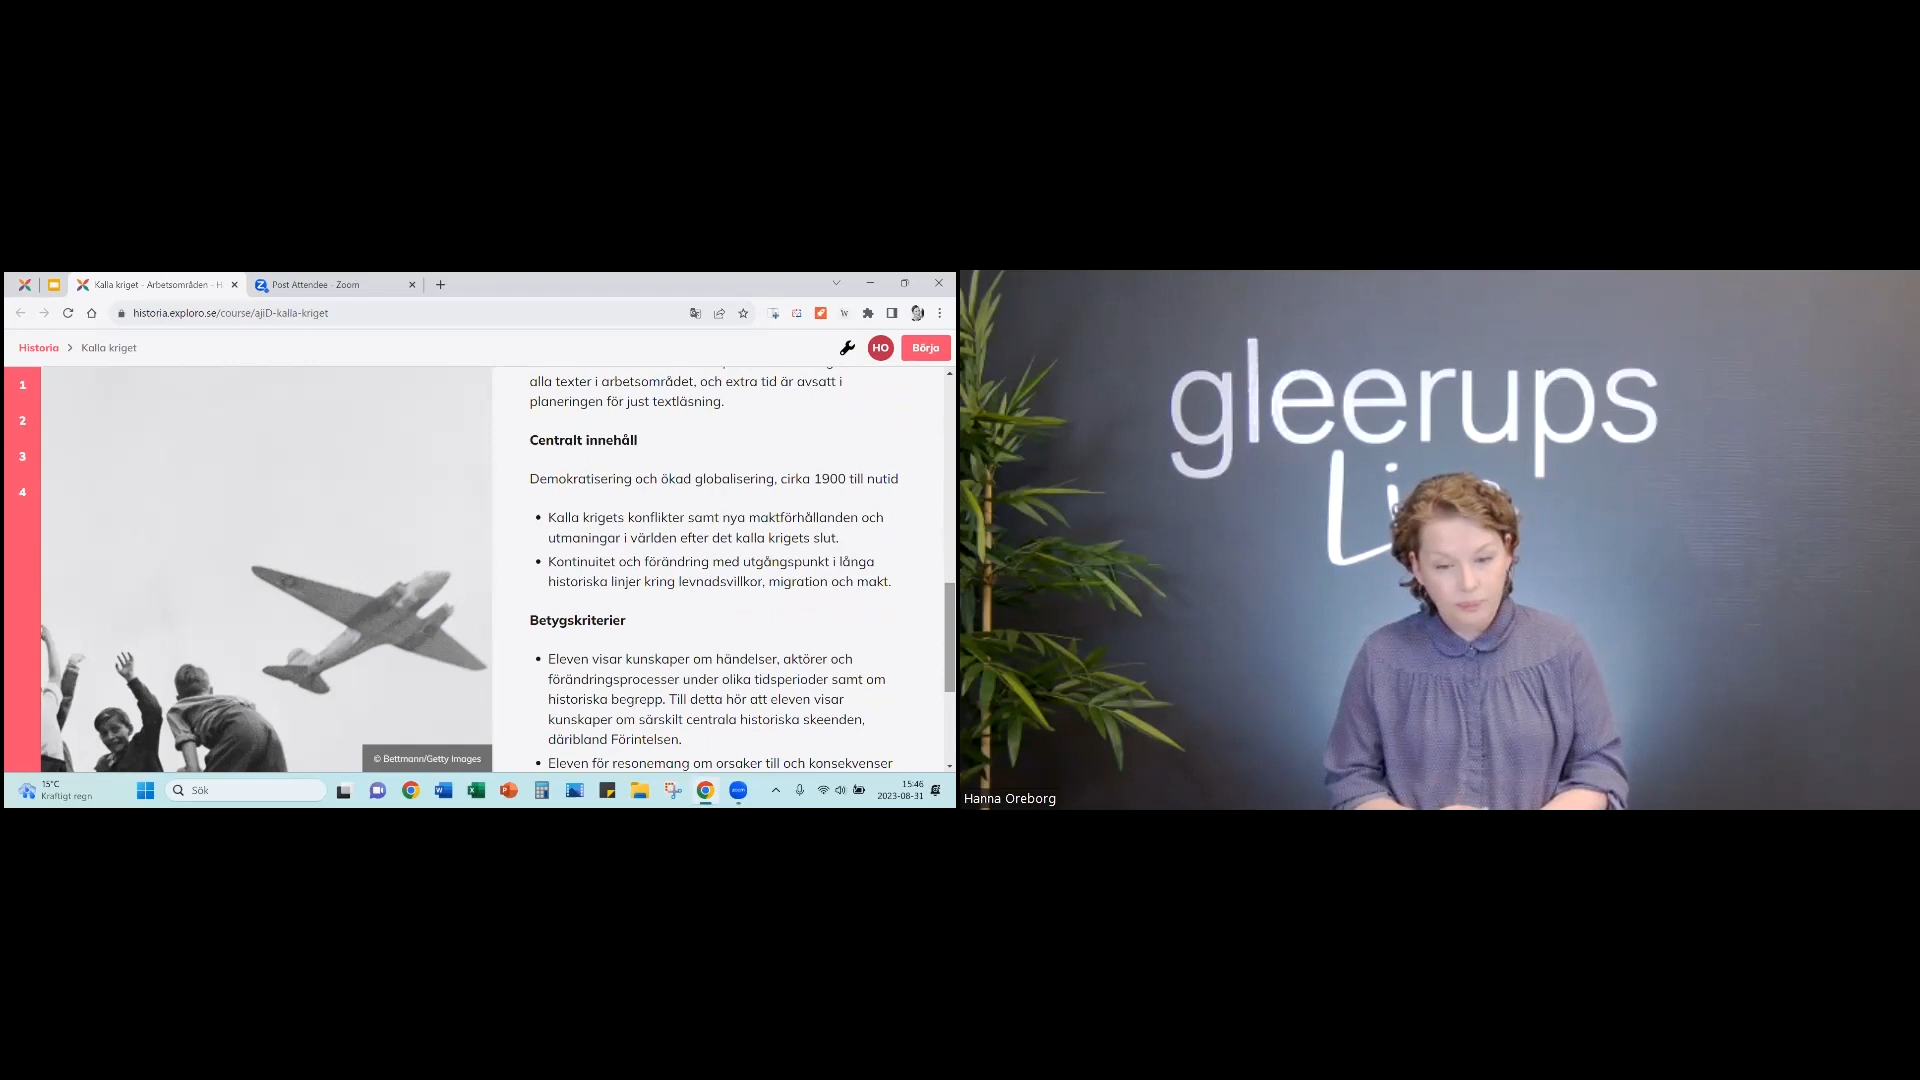 Kalla kriget - Arbetsområden - H
Post Attendee - Zoom
historia.exploro.se/course/ajiD-kalla-kriget
Historia > Kalla kriget
HO
Börja
1
2
3
4
alla texter i arbetsområdet, och extra tid är avsatt i
planeringen för just textläsning.
Centralt innehåll
Demokratisering och ökad globalisering, cirka 1900 till nutid
• Kalla krigets konflikter samt nya maktförhållanden och
utmaningar i världen efter det kalla krigets slut.
• Kontinuitet och förändring med utgångspunkt i långa
historiska linjer kring levnadsvillkor, migration och makt.
Betygskriterier
• Eleven visar kunskaper om händelser, aktörer och
förändringsprocesser under olika tidsperioder samt om
historiska begrepp. Till detta hör att eleven visar
kunskaper om särskilt centrala historiska skeenden,
däribland Förintelsen.
• Eleven för resonemang om orsaker till och konsekvenser
© Bettmann/Getty Images
15°C
Kraftigt regn
Sök
15:46
2023-08-31
gleerups
Hanna Oreborg